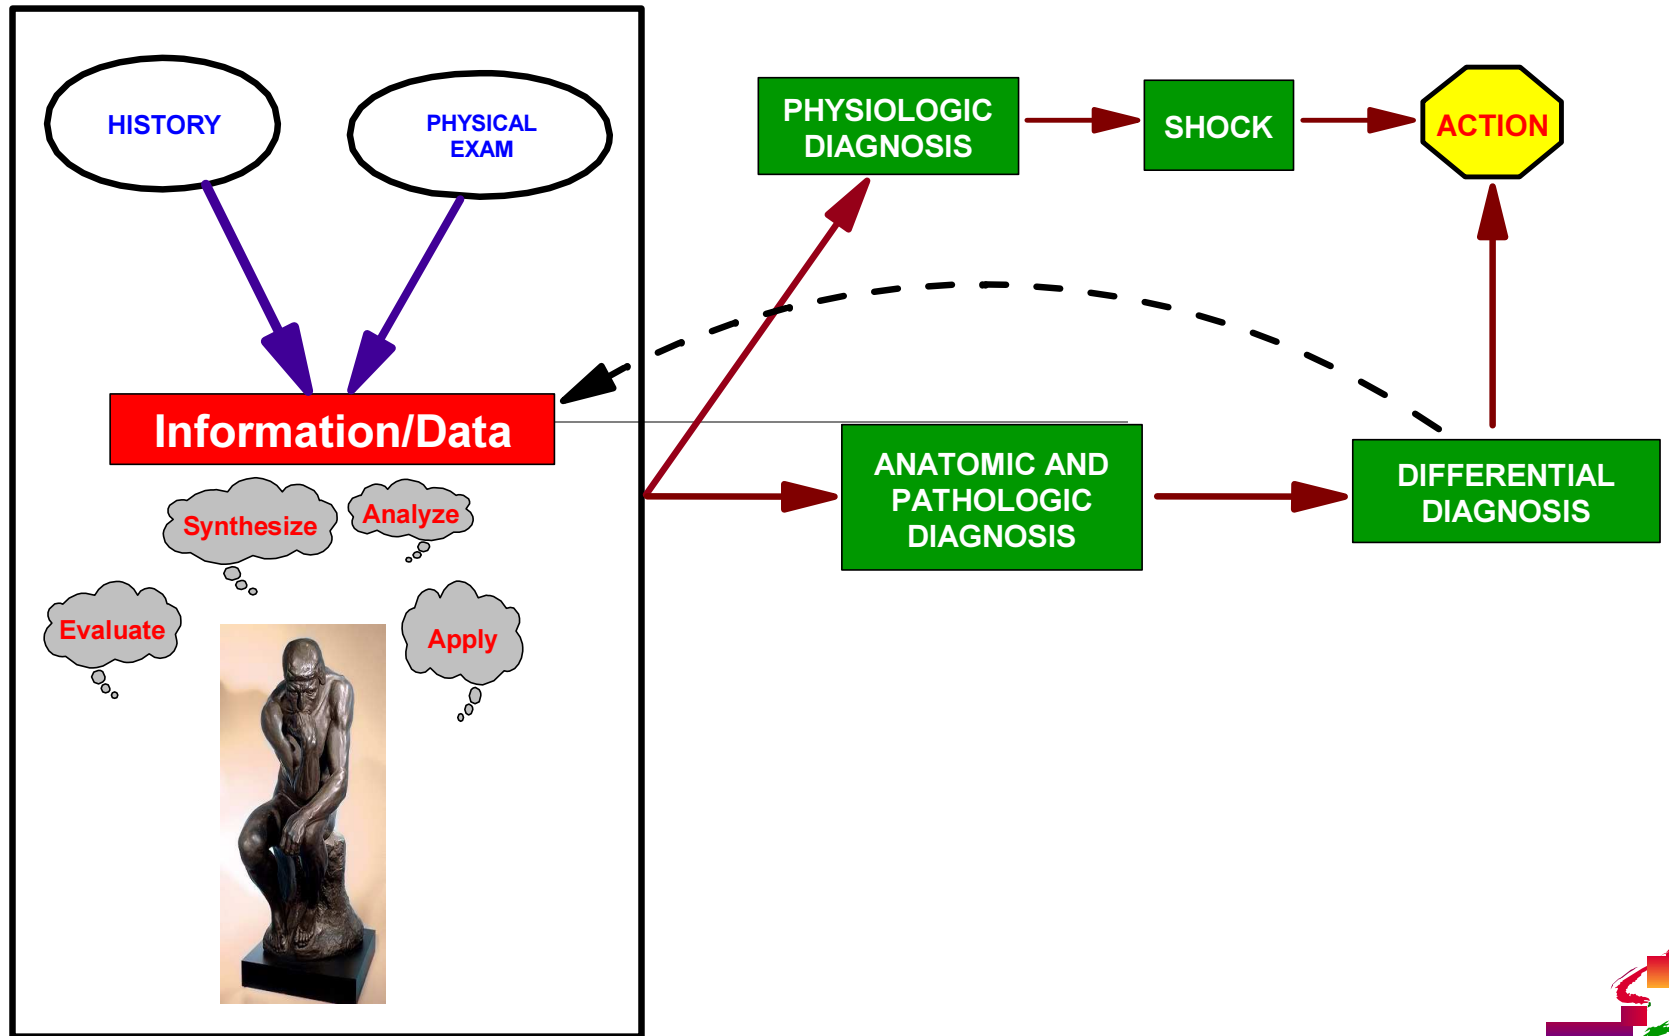 HISTORY
PHYSICAL
EXAM
Information/Data
Synthesize
Analyze
Evaluate
Apply
PHYSIOLOGIC
DIAGNOSIS
SHOCK
ACTION
ANATOMIC AND
PATHOLOGIC
DIAGNOSIS
DIFFERENTIAL
DIAGNOSIS